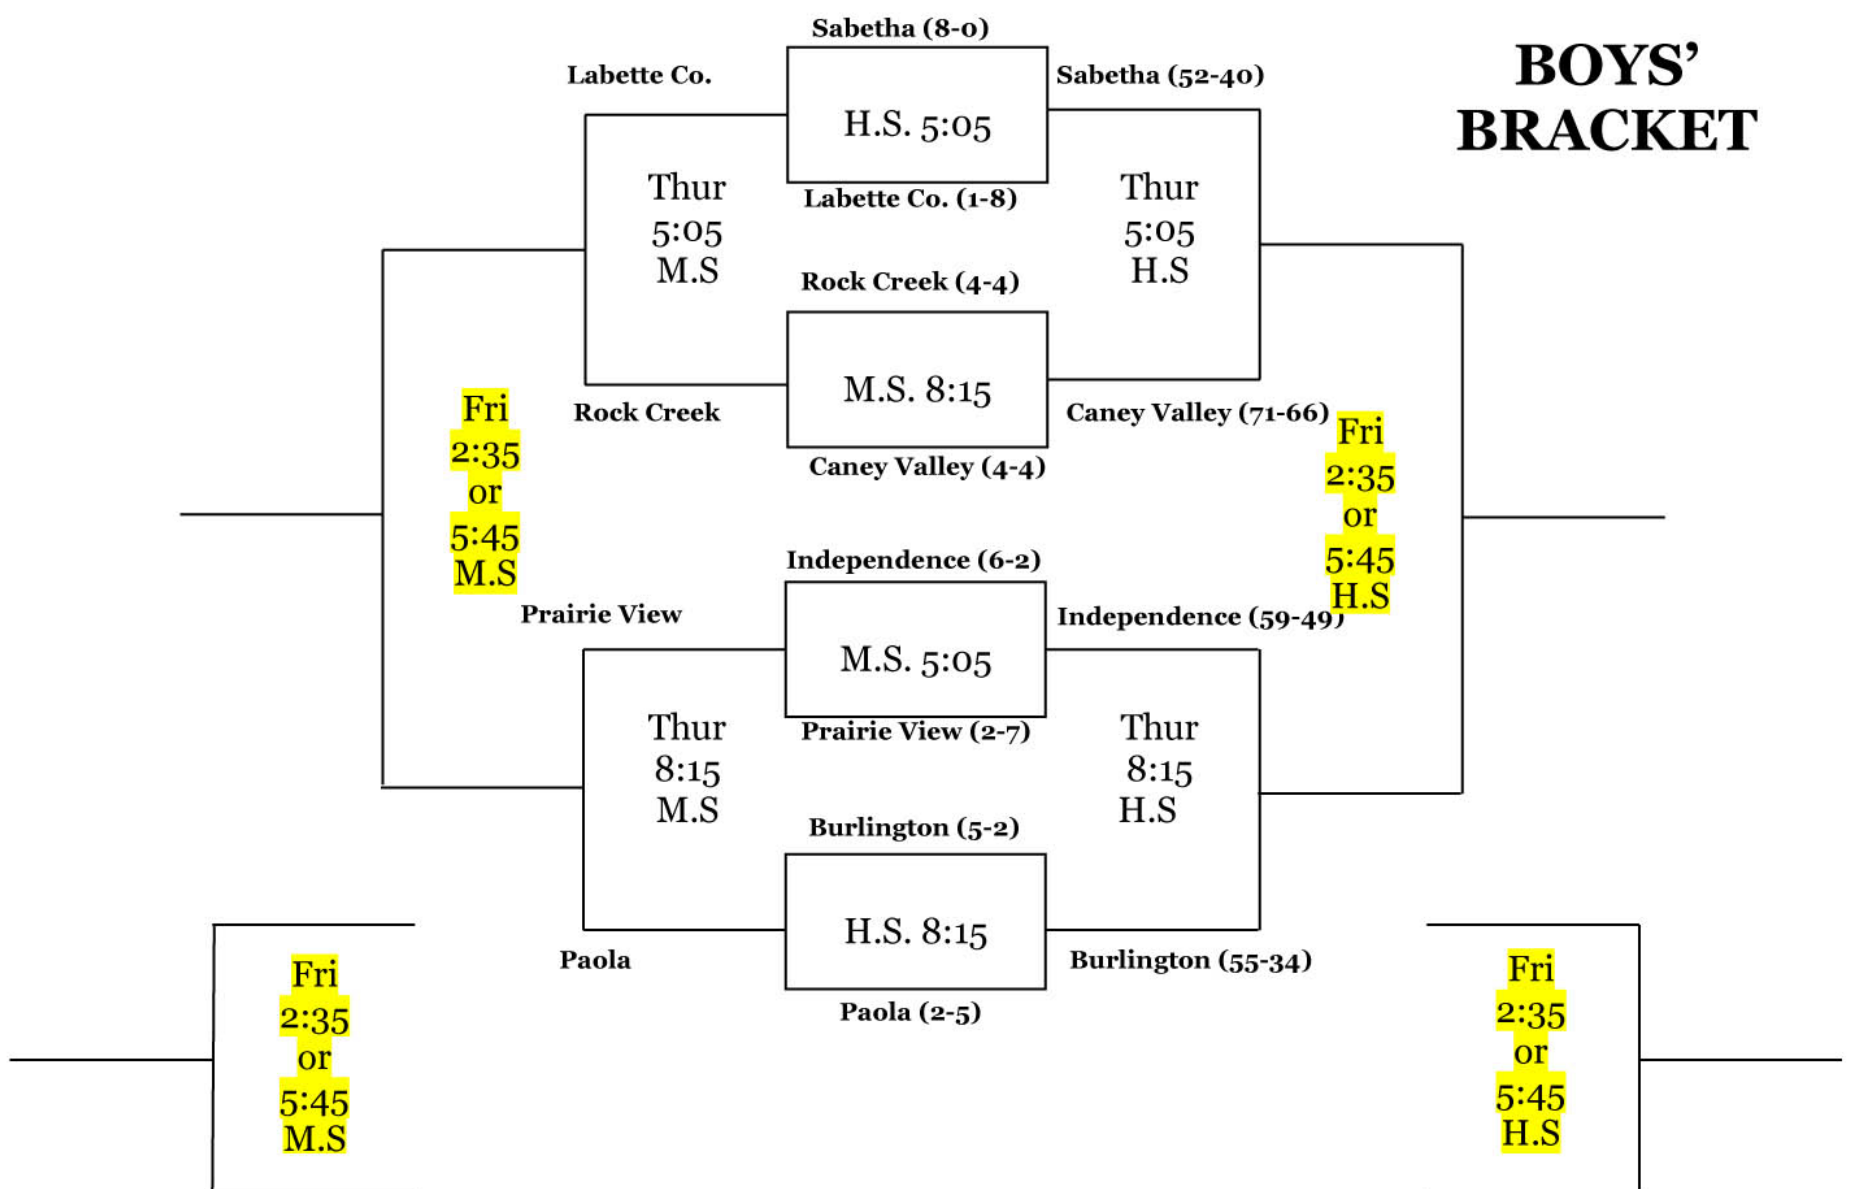 Sabetha (8-0)
BOYS'
BRACKET
Labette Co.
Sabetha (52-40)
H.S. 5:05
Labette Co. (1-8)
Thur
5:05
M.S
Thur
5:05
H.S
Rock Creek (4-4)
M.S. 8:15
Rock Creek
Caney Valley (71-66)
Caney Valley (4-4)
Fri
2:35
or
5:45
M.S
Fri
2:35
or
5:45
H.S
Independence (6-2)
Prairie View
Independence (59-49)
M.S. 5:05
Prairie View (2-7)
Thur
8:15
M.S
Thur
8:15
H.S
Burlington (5-2)
H.S. 8:15
Paola
Burlington (55-34)
Paola (2-5)
Fri
2:35
or
5:45
M.S
Fri
2:35
or
5:45
H.S